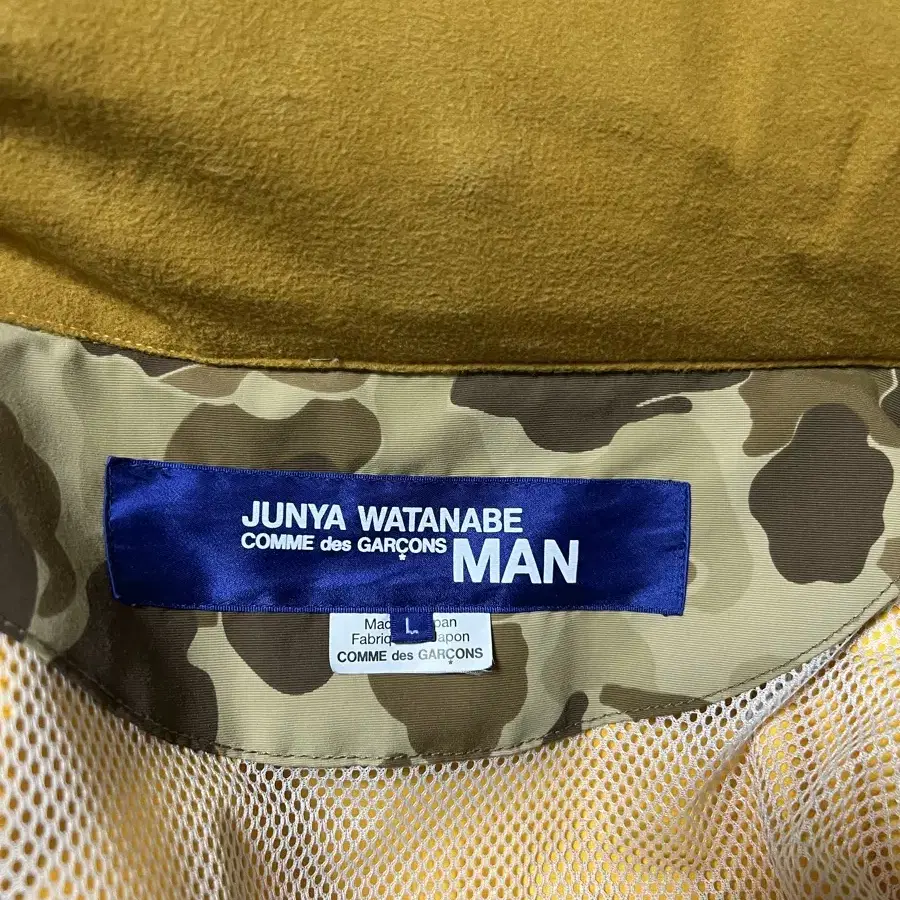 JUNYA WATANABE
COMME des GARÇONS MAN
L
COMME des GARÇONS